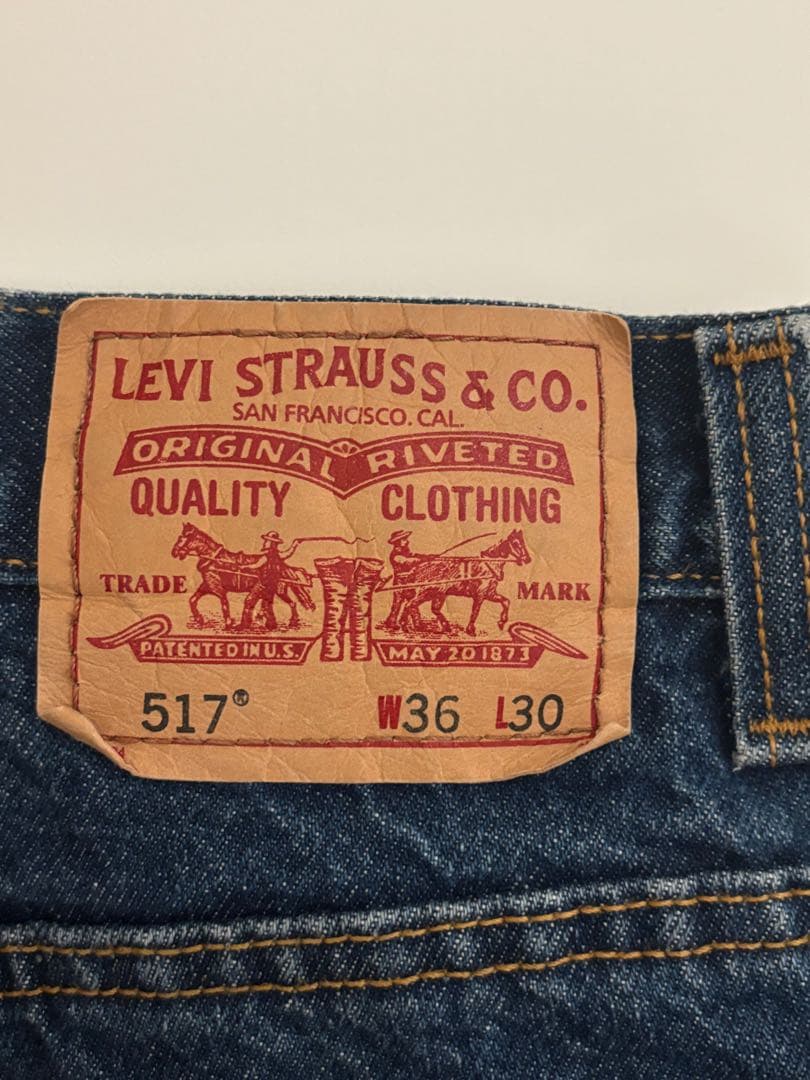 LEVI STRAUSS & CO.
SAN FRANCISCO. CAL.
ORIGINAL RIVETED
QUALITY CLOTHING
TRADE MARK
PATENTED IN U.S. MAY 20 1873
517® W36 L30